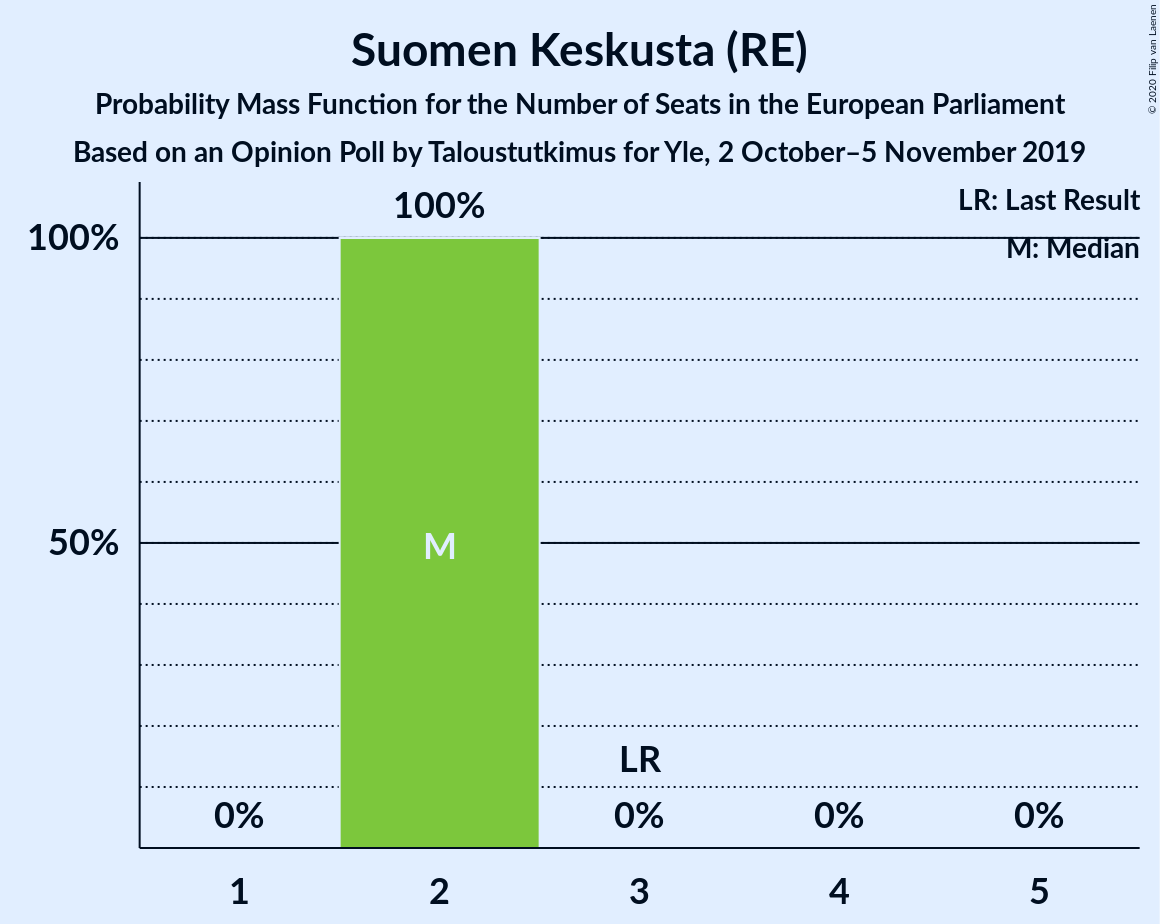 Suomen Keskusta (RE)
Probability Mass Function for the Number of Seats in the European Parliament
Based on an Opinion Poll by Taloustutkimus for Yle, 2 October–5 November 2019
© 2020 Filip van Laenen
LR: Last Result
M: Median
100%
100%
50%
M
LR
0%
0%
0%
0%
1
2
3
4
5